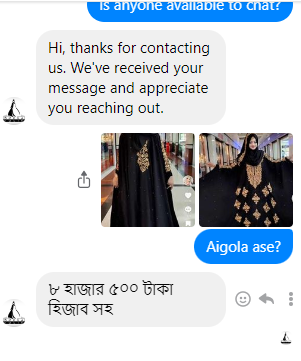 Is anyone available to chat?
Hi, thanks for contacting
us. We've received your
message and appreciate
you reaching out.
Aigola ase?
৮ হাজার ৫০০ টাকা
হিজাব সহ